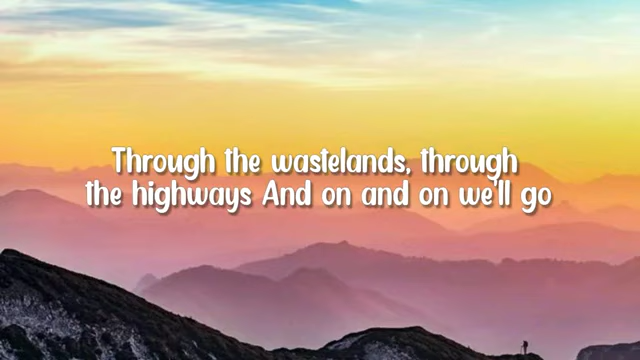 Through the wastelands, through
the highways And on and on we'll go